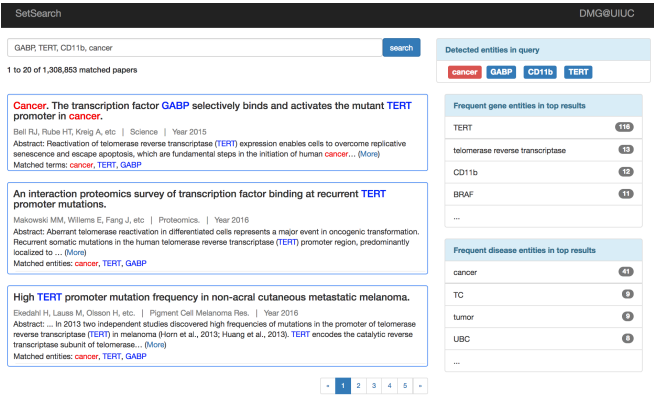 SetSearch
DMG@UIUC
GABP, TERT, CD11b, cancer
search
1 to 20 of 1,308,853 matched papers
Cancer. The transcription factor GABP selectively binds and activates the mutant TERT
promoter in cancer.
Bell RJ, Rube HT, Kreig A, etc | Science | Year 2015
Abstract: Reactivation of telomerase reverse transcriptase (TERT) expression enables cells to overcome replicative
senescence and escape apoptosis, which are fundamental steps in the initiation of human cancer... (More)
Matched terms: cancer, TERT, GABP
An interaction proteomics survey of transcription factor binding at recurrent TERT
promoter mutations.
Makowski MM, Willems E, Fang J, etc | Proteomics. | Year 2016
Abstract: Aberrant telomerase reactivation in differentiated cells represents a major event in oncogenic transformation.
Recurrent somatic mutations in the human telomerase reverse transcriptase (TERT) promoter region, predominantly
localized to ... (More)
Matched entities: cancer, TERT, GABP
High TERT promoter mutation frequency in non-acral cutaneous metastatic melanoma.
Ekedahl H, Lauss M, Olsson H, etc. | Pigment Cell Melanoma Res. | Year 2016
Abstract: ... In 2013 two independent studies discovered high frequencies of mutations in the promoter of telomerase
reverse transcriptase (TERT) in melanoma (Horn et al., 2013; Huang et al., 2013). TERT encodes the catalytic reverse
transcriptase subunit of telomerase... (More)
Matched entities: cancer, TERT, GABP
« 1 2 3 4 5 »
Detected entities in query
cancer GABP CD11b TERT
Frequent gene entities in top results
TERT 116
telomerase reverse transcriptase 13
CD11b 12
BRAF 11
...
Frequent disease entities in top results
cancer 41
TC 9
tumor 9
UBC 8
...